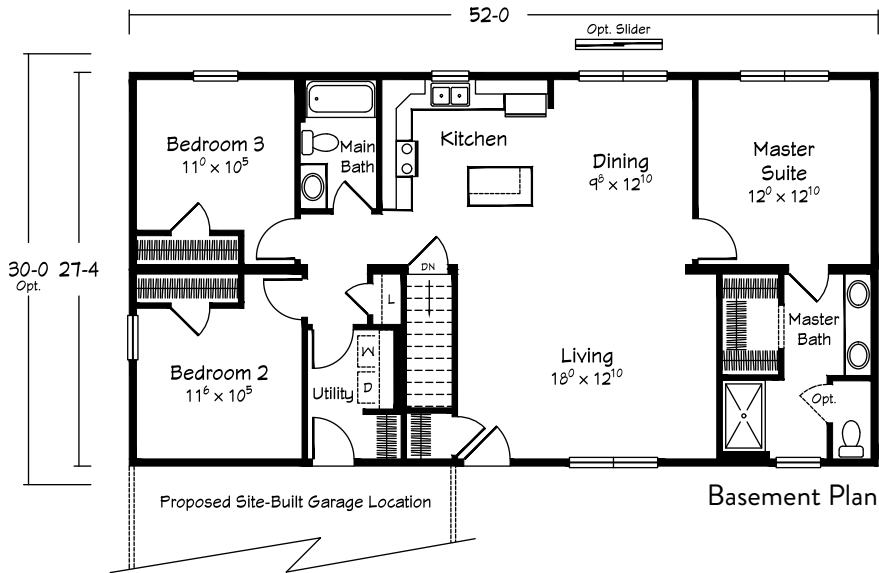 52-0
Opt. Slider
Bedroom 3
11⁰ × 10⁵
Main
Bath
Kitchen
Dining
9⁸ × 12¹⁰
Master
Suite
12⁰ × 12¹⁰
30-0
Opt.
27-4
DN
L
Bedroom 2
11⁶ × 10⁵
Utility
W
D
Living
18⁰ × 12¹⁰
Master
Bath
Opt.
Proposed Site-Built Garage Location
Basement Plan